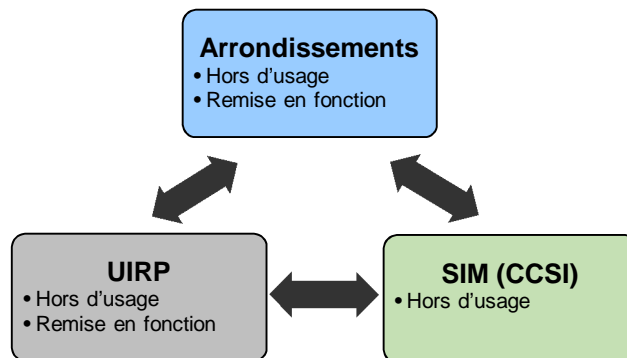 Arrondissements
• Hors d'usage
• Remise en fonction
UIRP
• Hors d'usage
• Remise en fonction
SIM (CCSI)
• Hors d'usage